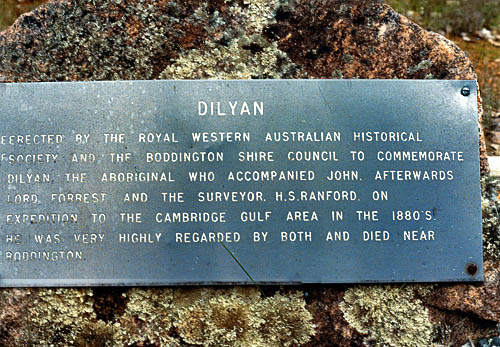 DILYAN
ERECTED BY THE ROYAL WESTERN AUSTRALIAN HISTORICAL
SOCIETY AND THE BODDINGTON SHIRE COUNCIL TO COMMEMORATE
DILYAN, THE ABORIGINAL WHO ACCOMPANIED JOHN, AFTERWARDS
LORD, FORREST AND THE SURVEYOR, H.S.RANFORD, ON
EXPEDITION TO THE CAMBRIDGE GULF AREA IN THE 1880'S.
HE WAS VERY HIGHLY REGARDED BY BOTH AND DIED NEAR
BODDINGTON.